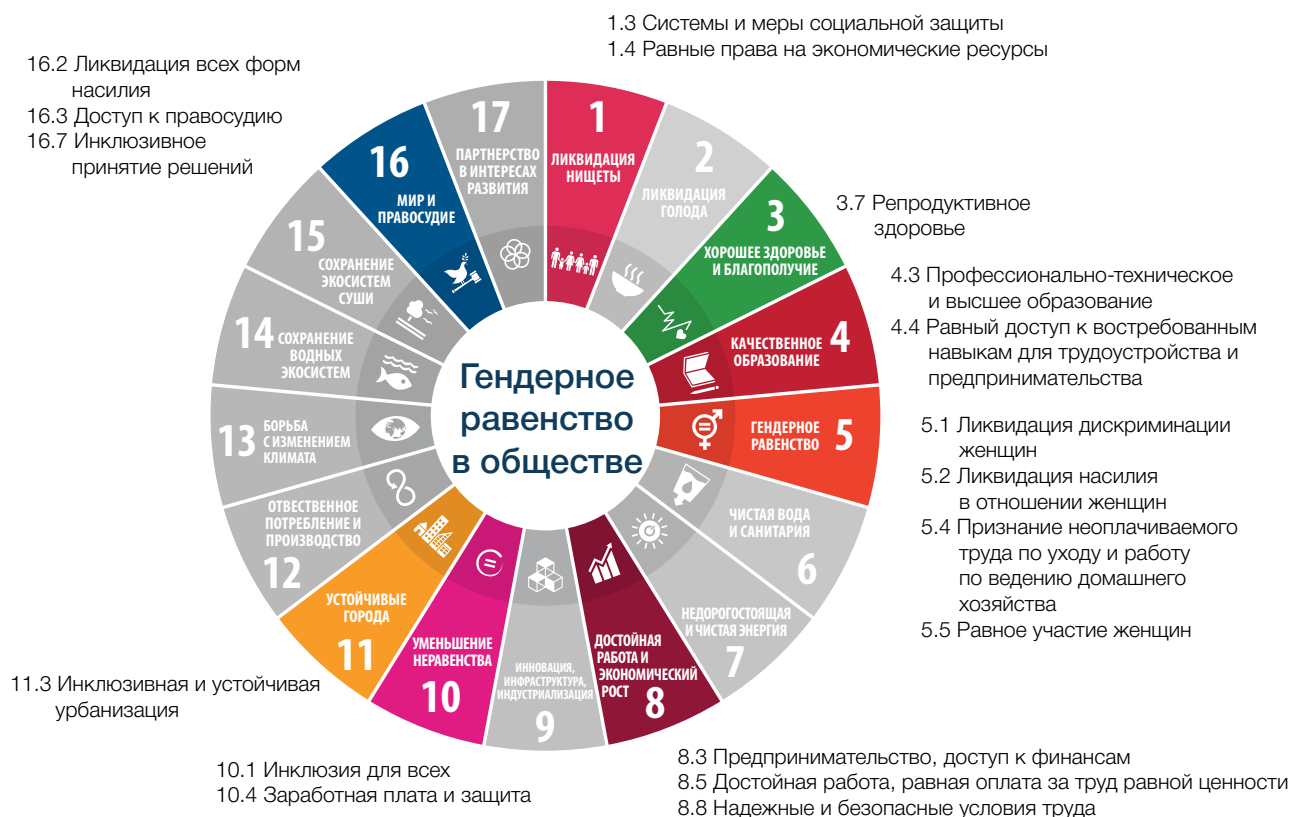 1.3 Системы и меры социальной защиты
1.4 Равные права на экономические ресурсы
16.2 Ликвидация всех форм
насилия
16.3 Доступ к правосудию
16.7 Инклюзивное
принятие решений
3.7 Репродуктивное
здоровье
4.3 Профессионально-техническое
и высшее образование
4.4 Равный доступ к востребованным
навыкам для трудоустройства и
предпринимательства
5.1 Ликвидация дискриминации
женщин
5.2 Ликвидация насилия
в отношении женщин
5.4 Признание неоплачиваемого
труда по уходу и работу
по ведению домашнего
хозяйства
5.5 Равное участие женщин
8.3 Предпринимательство, доступ к финансам
8.5 Достойная работа, равная оплата за труд равной ценности
8.8 Надежные и безопасные условия труда
10.1 Инклюзия для всех
10.4 Заработная плата и защита
11.3 Инклюзивная и устойчивая
урбанизация
1
ЛИКВИДАЦИЯ
НИЩЕТЫ
2
ЛИКВИДАЦИЯ
ГОЛОДА
3
ХОРОШЕЕ ЗДОРОВЬЕ
И БЛАГОПОЛУЧИЕ
4
КАЧЕСТВЕННОЕ
ОБРАЗОВАНИЕ
5
ГЕНДЕРНОЕ
РАВЕНСТВО
ЧИСТАЯ ВОДА
И САНИТАРИЯ
6
НЕДОРОГОСТОЯЩАЯ
И ЧИСТАЯ ЭНЕРГИЯ
7
ДОСТОЙНАЯ
РАБОТА И
ЭКОНОМИЧЕСКИЙ
РОСТ
8
ИННОВАЦИЯ,
ИНФРАСТРУКТУРА,
ИНДУСТРИАЛИЗАЦИЯ
9
УМЕНЬШЕНИЕ
НЕРАВЕНСТВА
10
УСТОЙЧИВЫЕ
ГОРОДА
11
ОТВЕСТВЕННОЕ
ПОТРЕБЛЕНИЕ И
ПРОИЗВОДСТВО
12
13
БОРЬБА
С ИЗМЕНЕНИЕМ
КЛИМАТА
14
СОХРАНЕНИЕ
ВОДНЫХ
ЭКОСИСТЕМ
15
СОХРАНЕНИЕ
ЭКОСИСТЕМ
СУШИ
16
МИР И
ПРАВОСУДИЕ
17
ПАРТНЕРСТВО
В ИНТЕРЕСАХ
РАЗВИТИЯ
Гендерное
равенство
в обществе